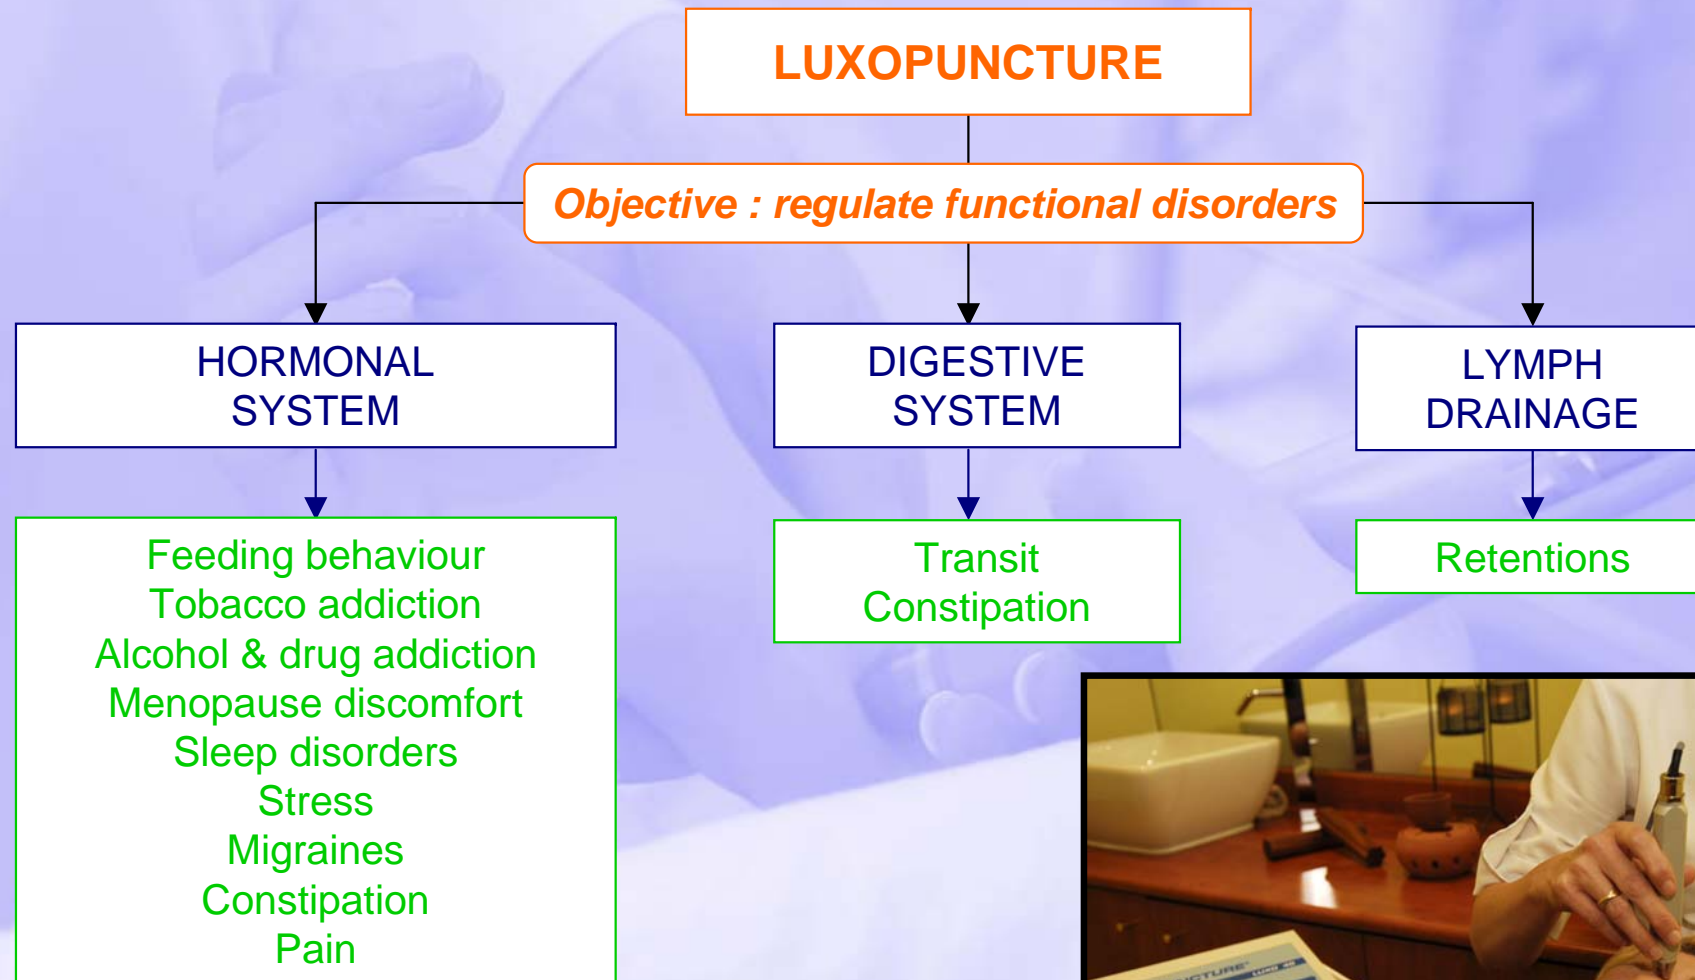 LUXOPUNCTURE
Objective : regulate functional disorders
HORMONAL
SYSTEM
DIGESTIVE
SYSTEM
LYMPH
DRAINAGE
Feeding behaviour
Tobacco addiction
Alcohol & drug addiction
Menopause discomfort
Sleep disorders
Stress
Migraines
Constipation
Pain
Transit
Constipation
Retentions